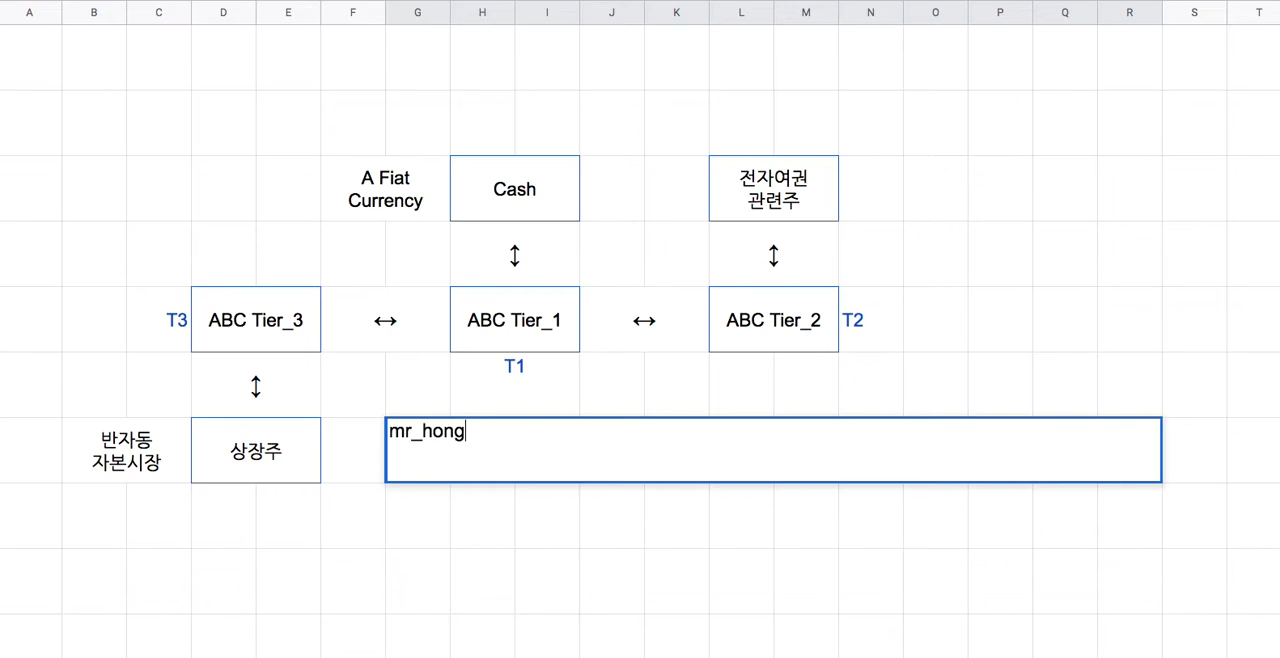 A B C D E F G H I J K L M N O P Q R S T
A Fiat
Currency
Cash
전자여권
관련주
↕ ↕
T3 ABC Tier_3 ↔ ABC Tier_1 ↔ ABC Tier_2 T2
T1
↕
반자동
자본시장
상장주
mr_hong